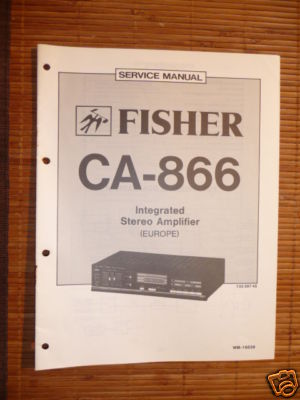 SERVICE MANUAL
FISHER
CA-866
Integrated
Stereo Amplifier
(EUROPE)